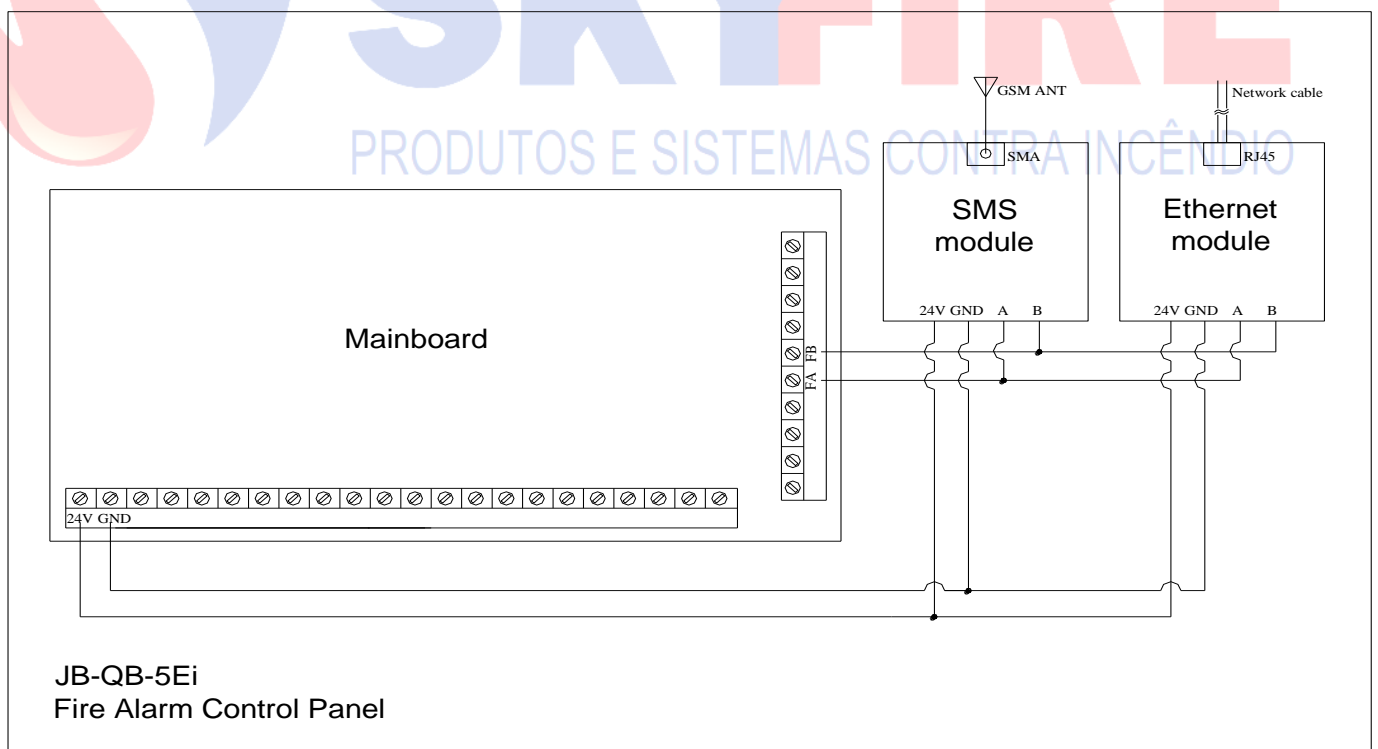 SKYFIRE
PRODUTOS E SISTEMAS CONTRA INCÊNDIO
GSM ANT
Network cable
SMA
RJ45
SMS
module
Ethernet
module
24V GND A B
24V GND A B
Mainboard
FB
FA
24V GND
JB-QB-5Ei
Fire Alarm Control Panel